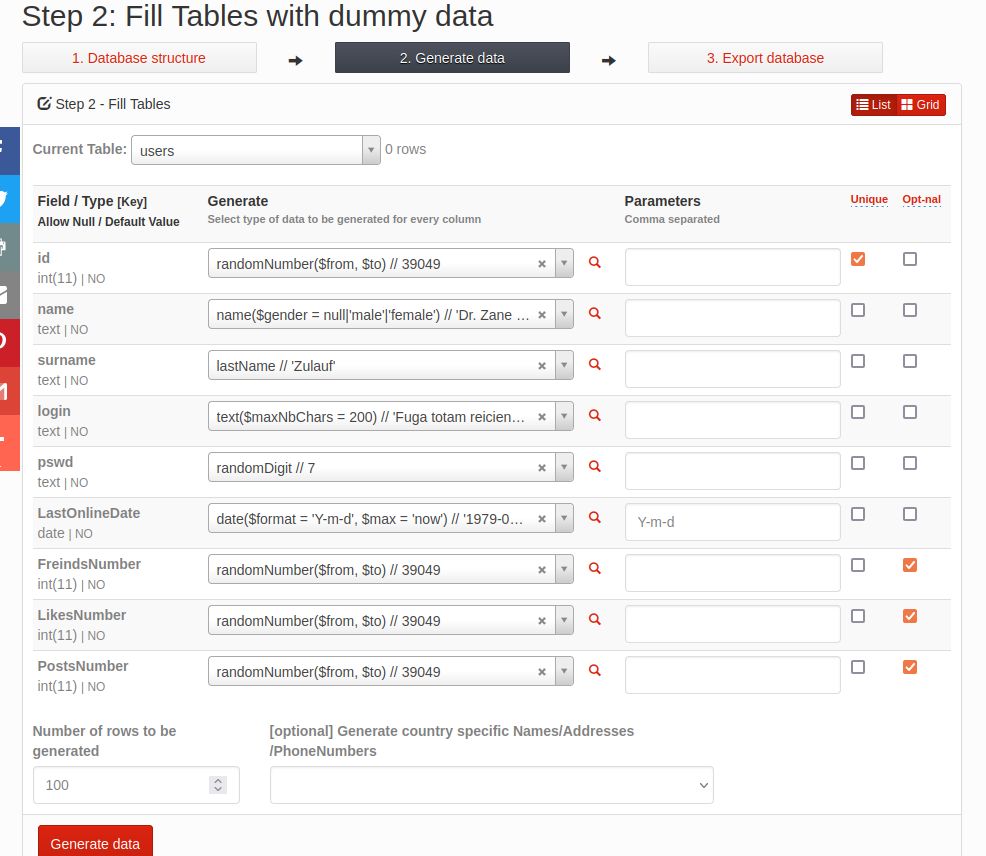 Step 2: Fill Tables with dummy data
1. Database structure
2. Generate data
3. Export database
Step 2 - Fill Tables
List
Grid
Current Table:
users
0 rows
Field / Type [Key]
Allow Null / Default Value
Generate
Select type of data to be generated for every column
Parameters
Comma separated
Unique
Opt-nal
id
int(11) | NO
randomNumber($from, $to) // 39049
name
text | NO
name($gender = null|'male'|'female') // 'Dr. Zane ...
surname
text | NO
lastName // 'Zulauf'
login
text | NO
text($maxNbChars = 200) // 'Fuga totam reicien...
pswd
text | NO
randomDigit // 7
LastOnlineDate
date | NO
date($format = 'Y-m-d', $max = 'now') // '1979-0...
Y-m-d
FreindsNumber
int(11) | NO
randomNumber($from, $to) // 39049
LikesNumber
int(11) | NO
randomNumber($from, $to) // 39049
PostsNumber
int(11) | NO
randomNumber($from, $to) // 39049
Number of rows to be
generated
100
[optional] Generate country specific Names/Addresses
/PhoneNumbers
Generate data